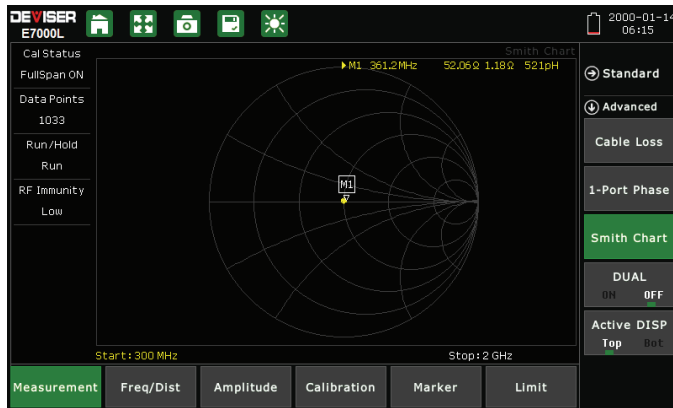 DEVISER
E7000L
2000-01-14
06:15
Cal Status
FullSpan ON
Data Points
1033
Run/Hold
Run
RF Immunity
Low
Smith Chart
M1 361.2MHz 52.06Ω 1.18Ω 521pH
M1
Start:300 MHz
Stop:2 GHz
Standard
Advanced
Cable Loss
1-Port Phase
Smith Chart
DUAL
ON OFF
Active DISP
Top Bot
Measurement
Freq/Dist
Amplitude
Calibration
Marker
Limit